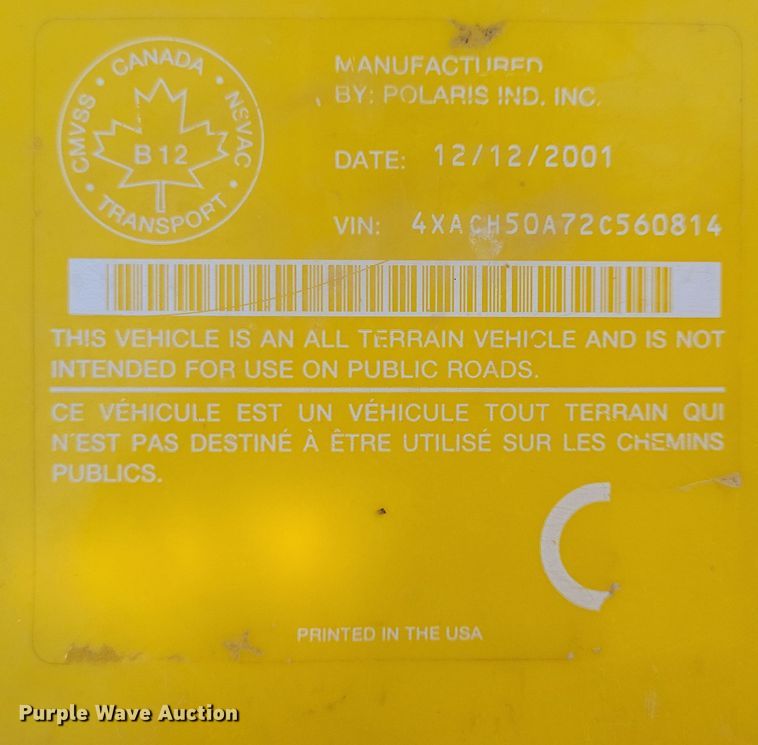 CANADA
CMVSS
NSVAC
B 12
TRANSPORT
MANUFACTURED
BY: POLARIS IND. INC.
DATE: 12/12/2001
VIN: 4XACH50A72C560814
THIS VEHICLE IS AN ALL TERRAIN VEHICLE AND IS NOT
INTENDED FOR USE ON PUBLIC ROADS.
CE VÉHICULE EST UN VÉHICULE TOUT TERRAIN QUI
N'EST PAS DESTINÉ À ÊTRE UTILISÉ SUR LES CHEMINS
PUBLICS.
C
PRINTED IN THE USA
Purple Wave Auction